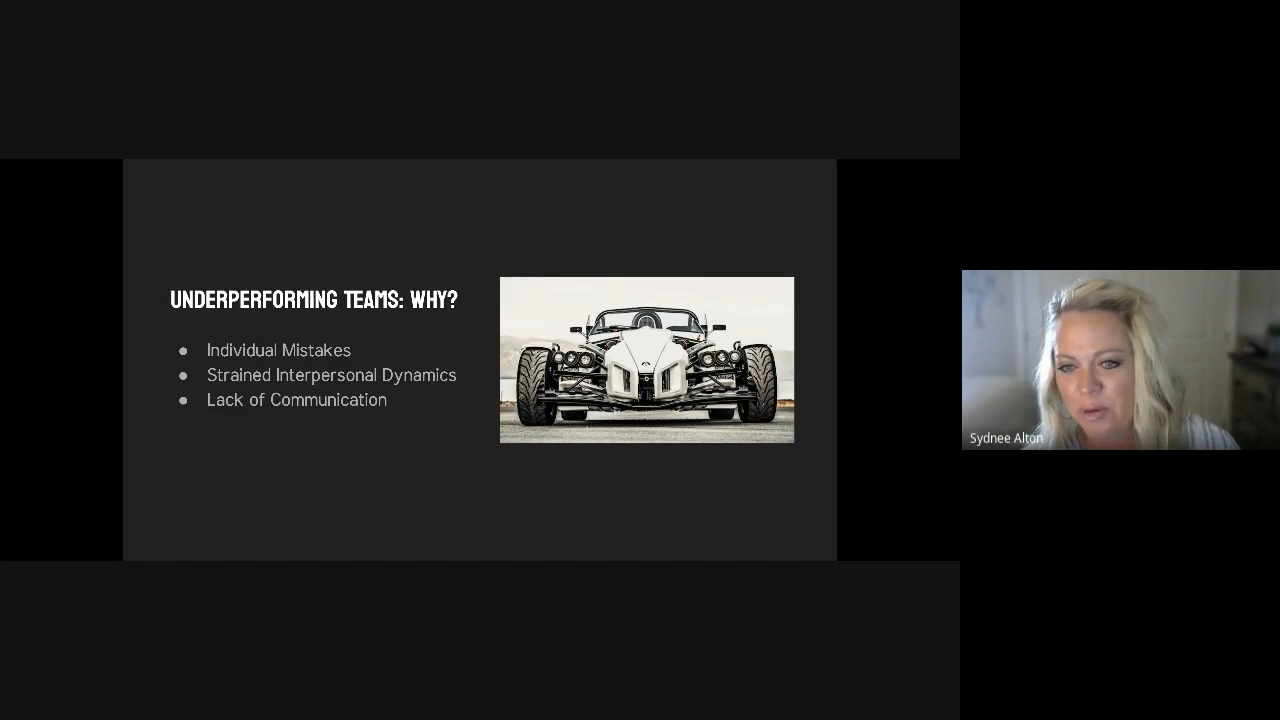 UNDERPERFORMING TEAMS: WHY?
● Individual Mistakes
● Strained Interpersonal Dynamics
● Lack of Communication
Sydnee Alton